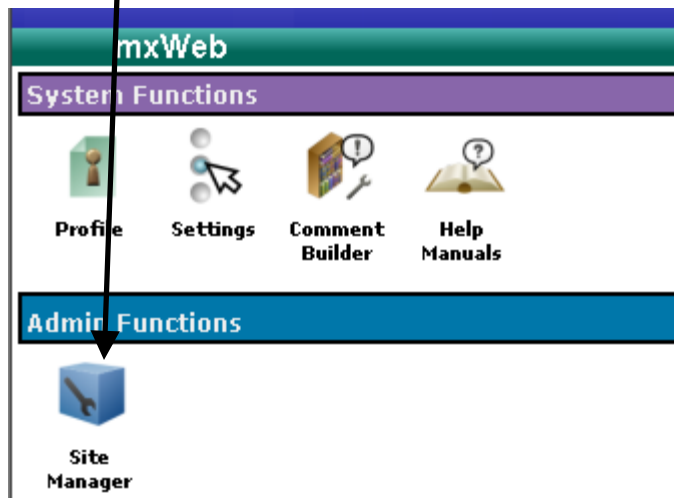 mxWeb
System Functions
Profile Settings Comment Builder Help Manuals
Admin Functions
Site Manager